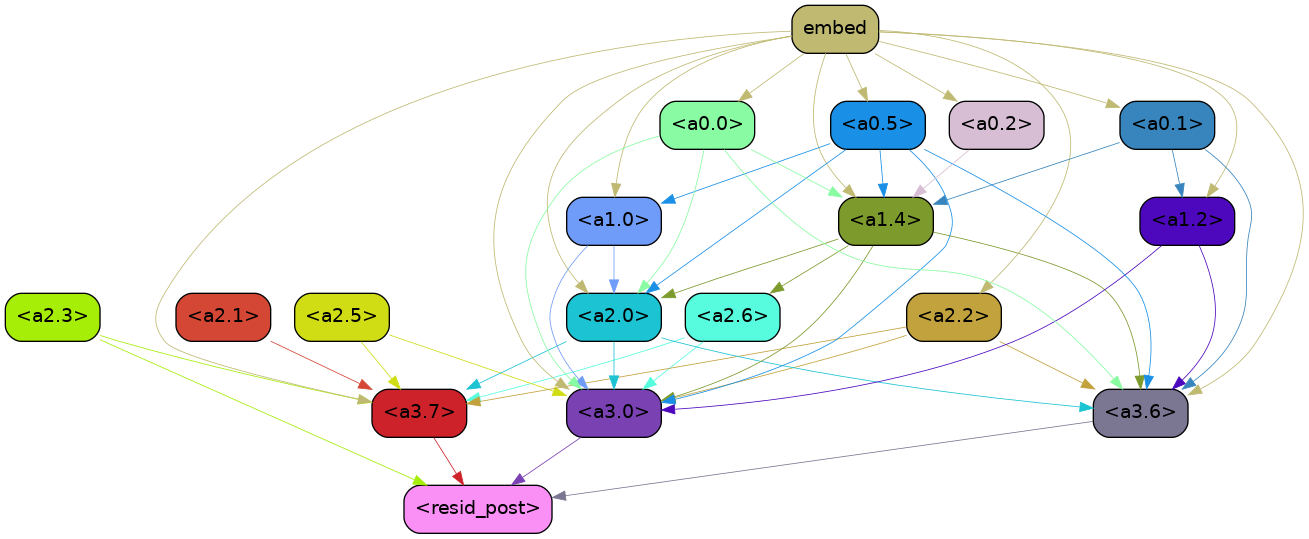 embed
<a0.0>
<a0.5>
<a0.2>
<a0.1>
<a1.0>
<a1.4>
<a1.2>
<a2.3>
<a2.1>
<a2.5>
<a2.0>
<a2.6>
<a2.2>
<a3.7>
<a3.0>
<a3.6>
<resid_post>